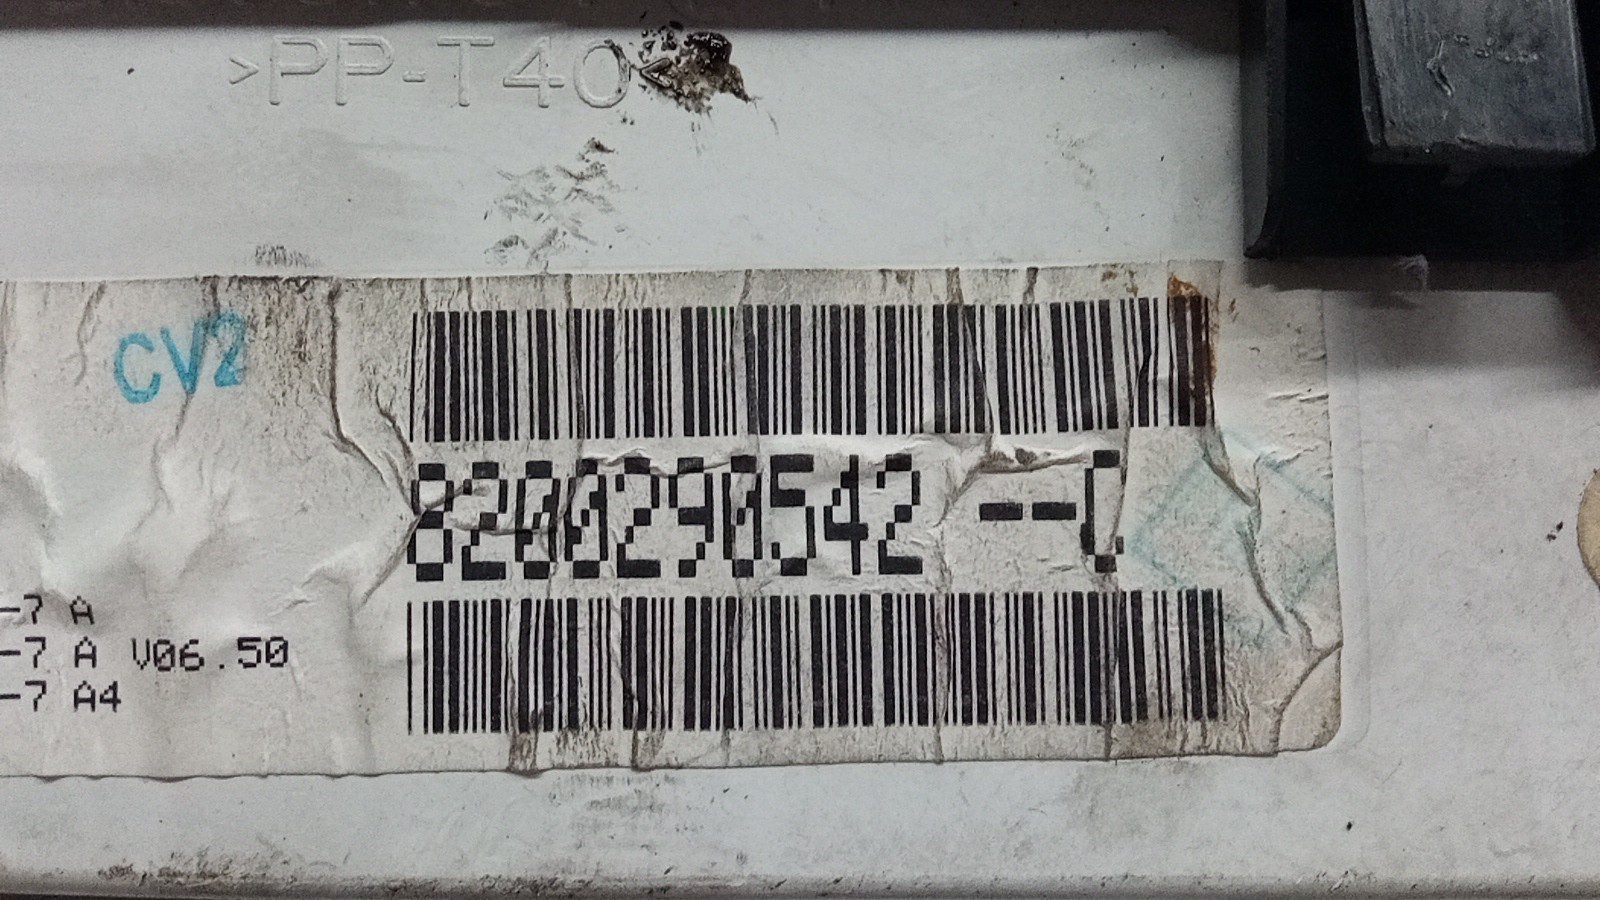 >PP-T40<
CV2
8200290542 --C
-7 A
-7 A V06.50
-7 A4